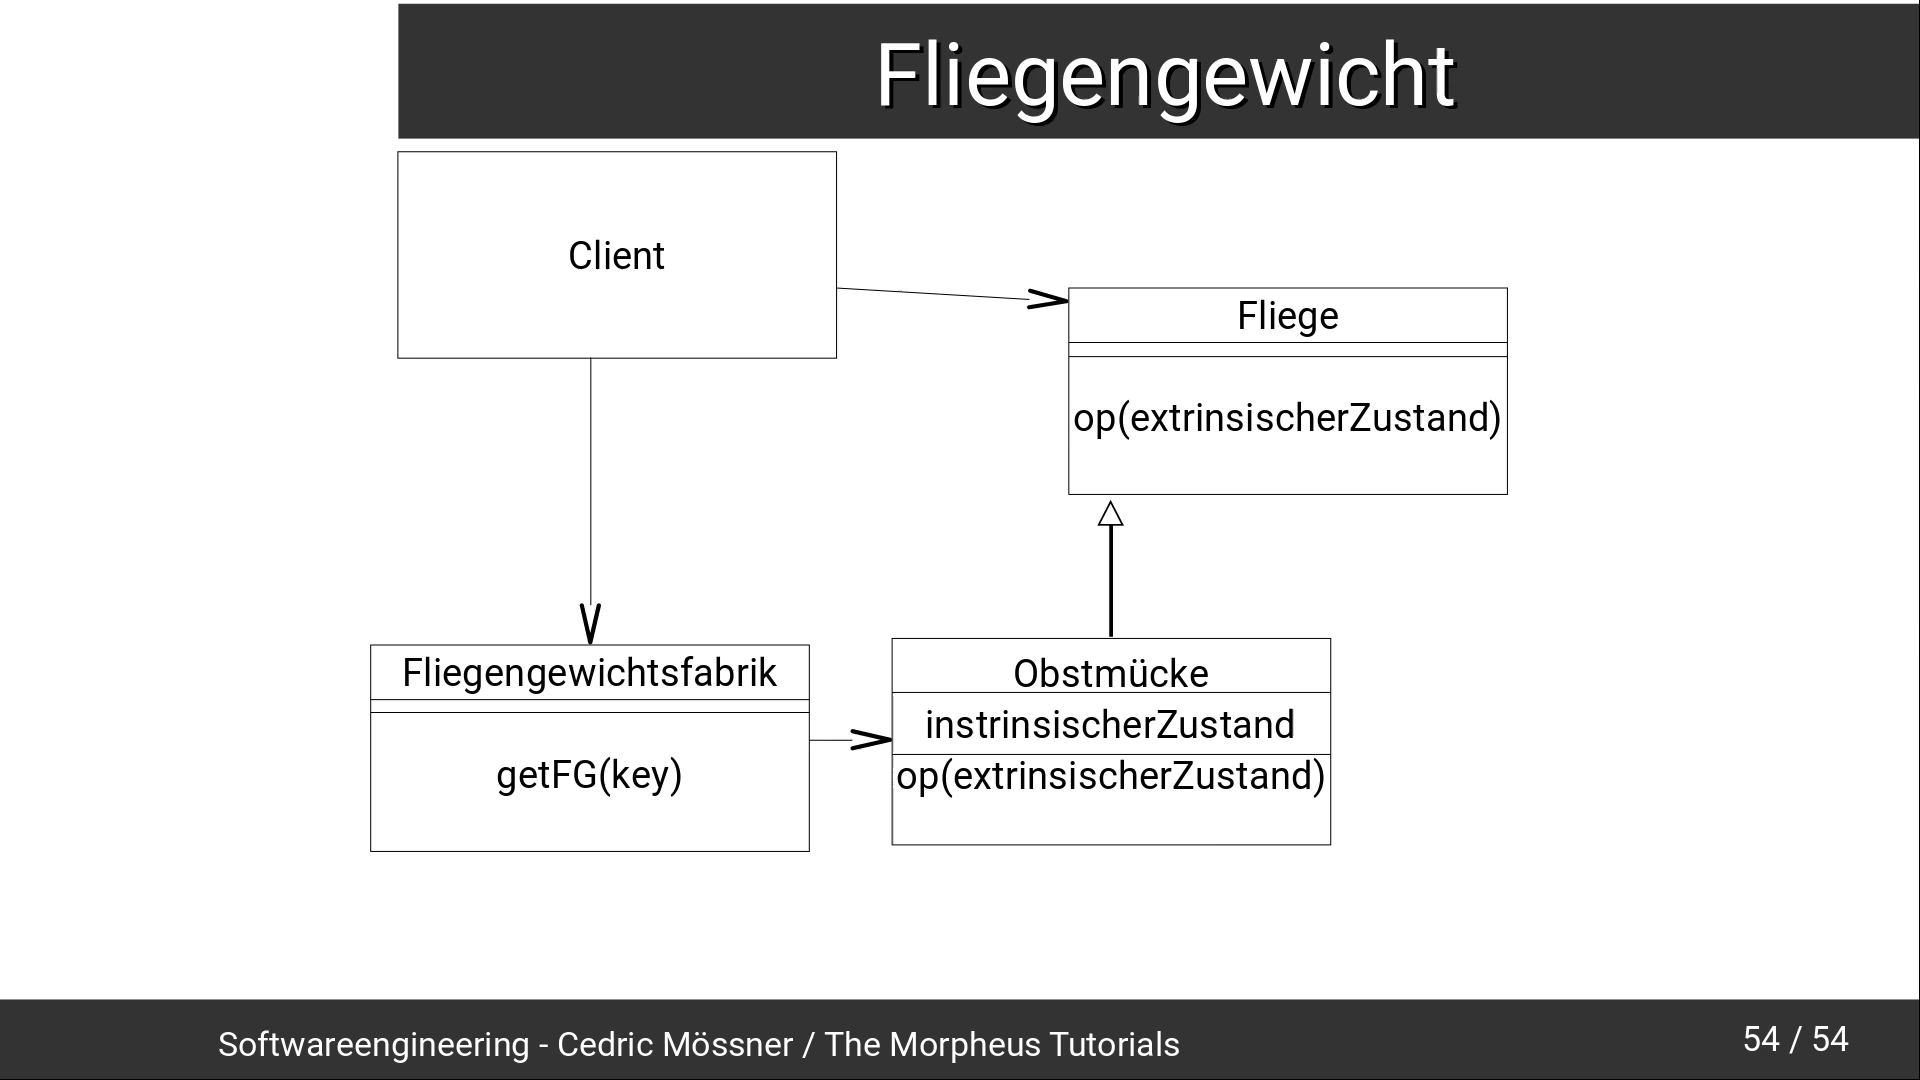 Fliegengewicht
Client
Fliege
op(extrinsischerZustand)
Fliegengewichtsfabrik
getFG(key)
Obstmücke
instrinsischerZustand
op(extrinsischerZustand)
Softwareengineering - Cedric Mössner / The Morpheus Tutorials
54 / 54